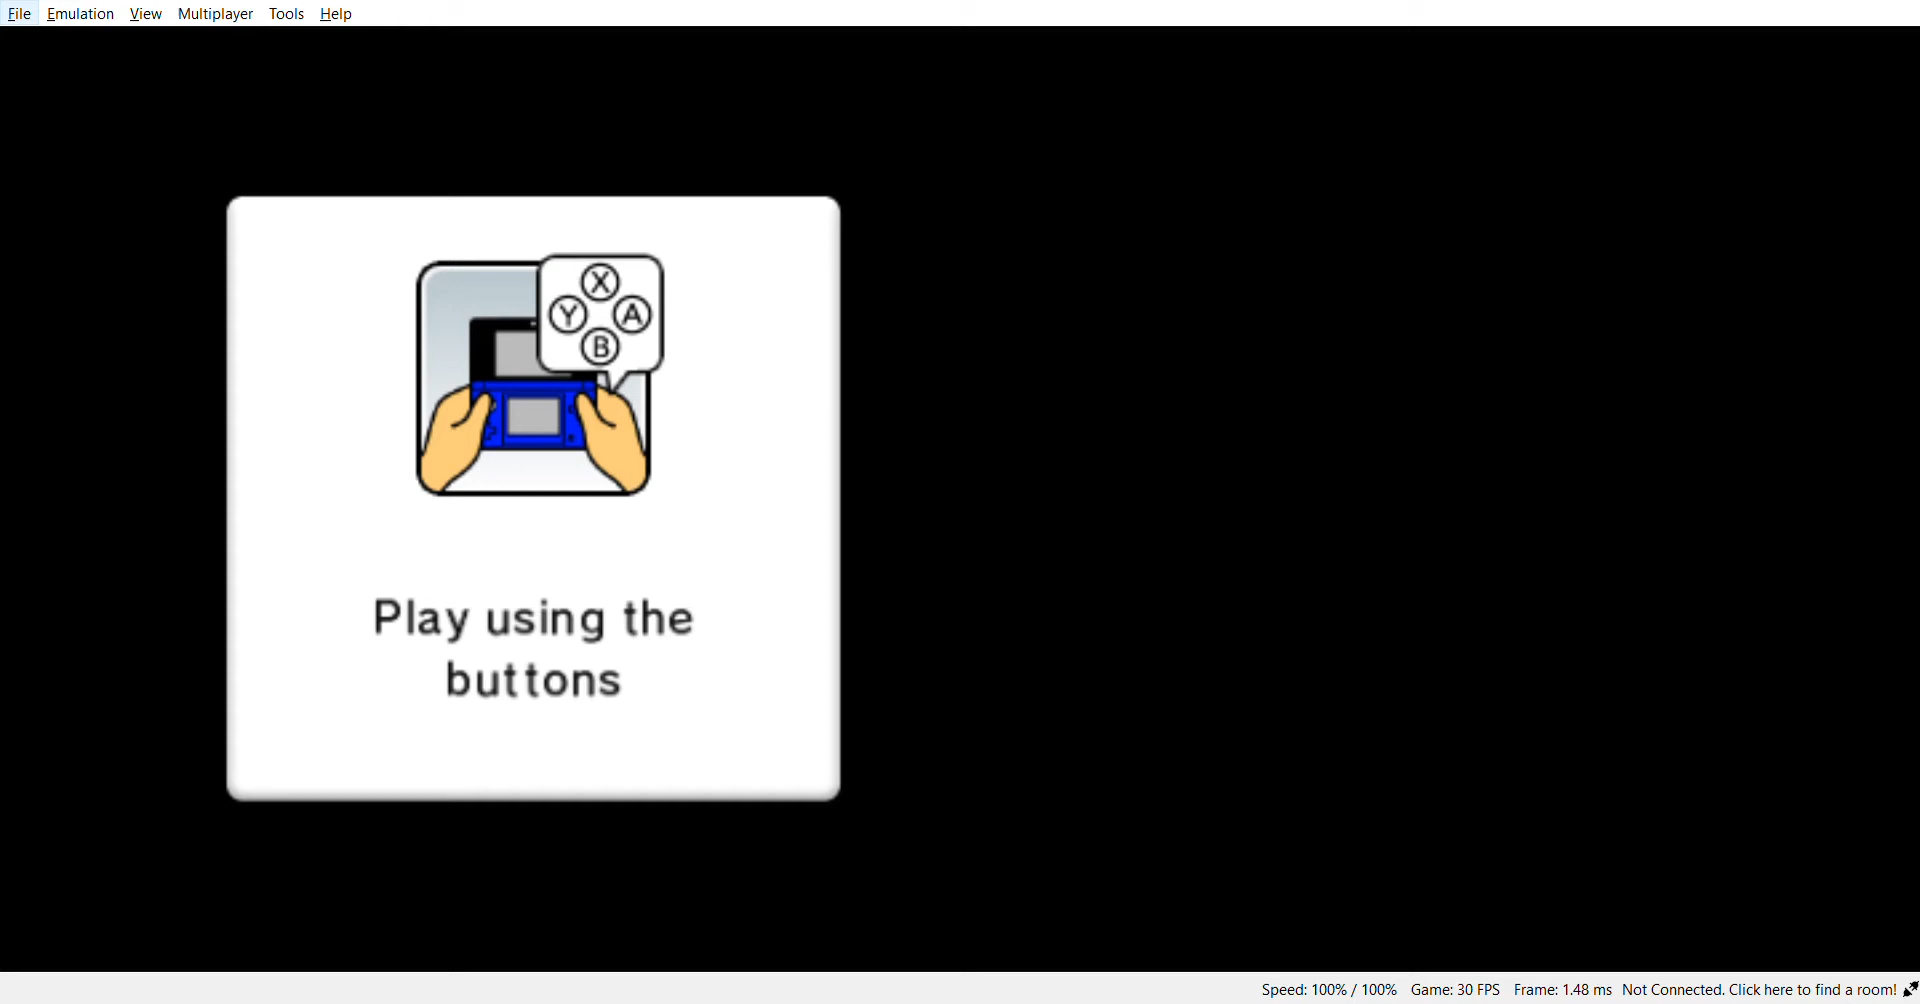 File Emulation View Multiplayer Tools Help
X
Y A
B
Play using the
buttons
Speed: 100% / 100% Game: 30 FPS Frame: 1.48 ms Not Connected. Click here to find a room!